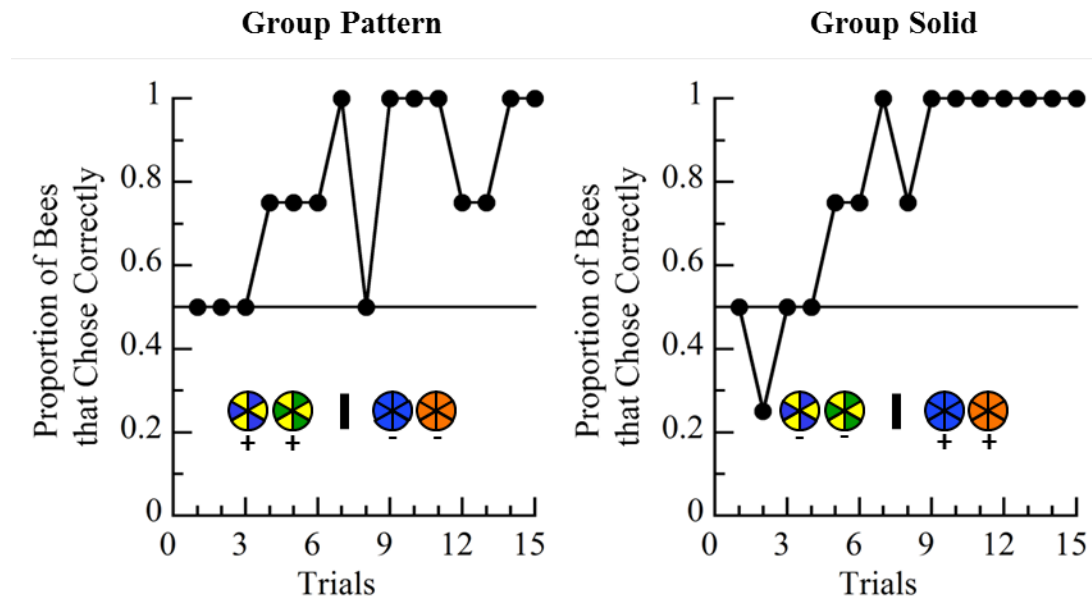 Group Pattern
Group Solid
Proportion of Bees
that Chose Correctly
1
0.8
0.6
0.4
0.2
0
+ +
- -
0 3 6 9 12 15
Trials
Proportion of Bees
that Chose Correctly
1
0.8
0.6
0.4
0.2
0
- -
+ +
0 3 6 9 12 15
Trials